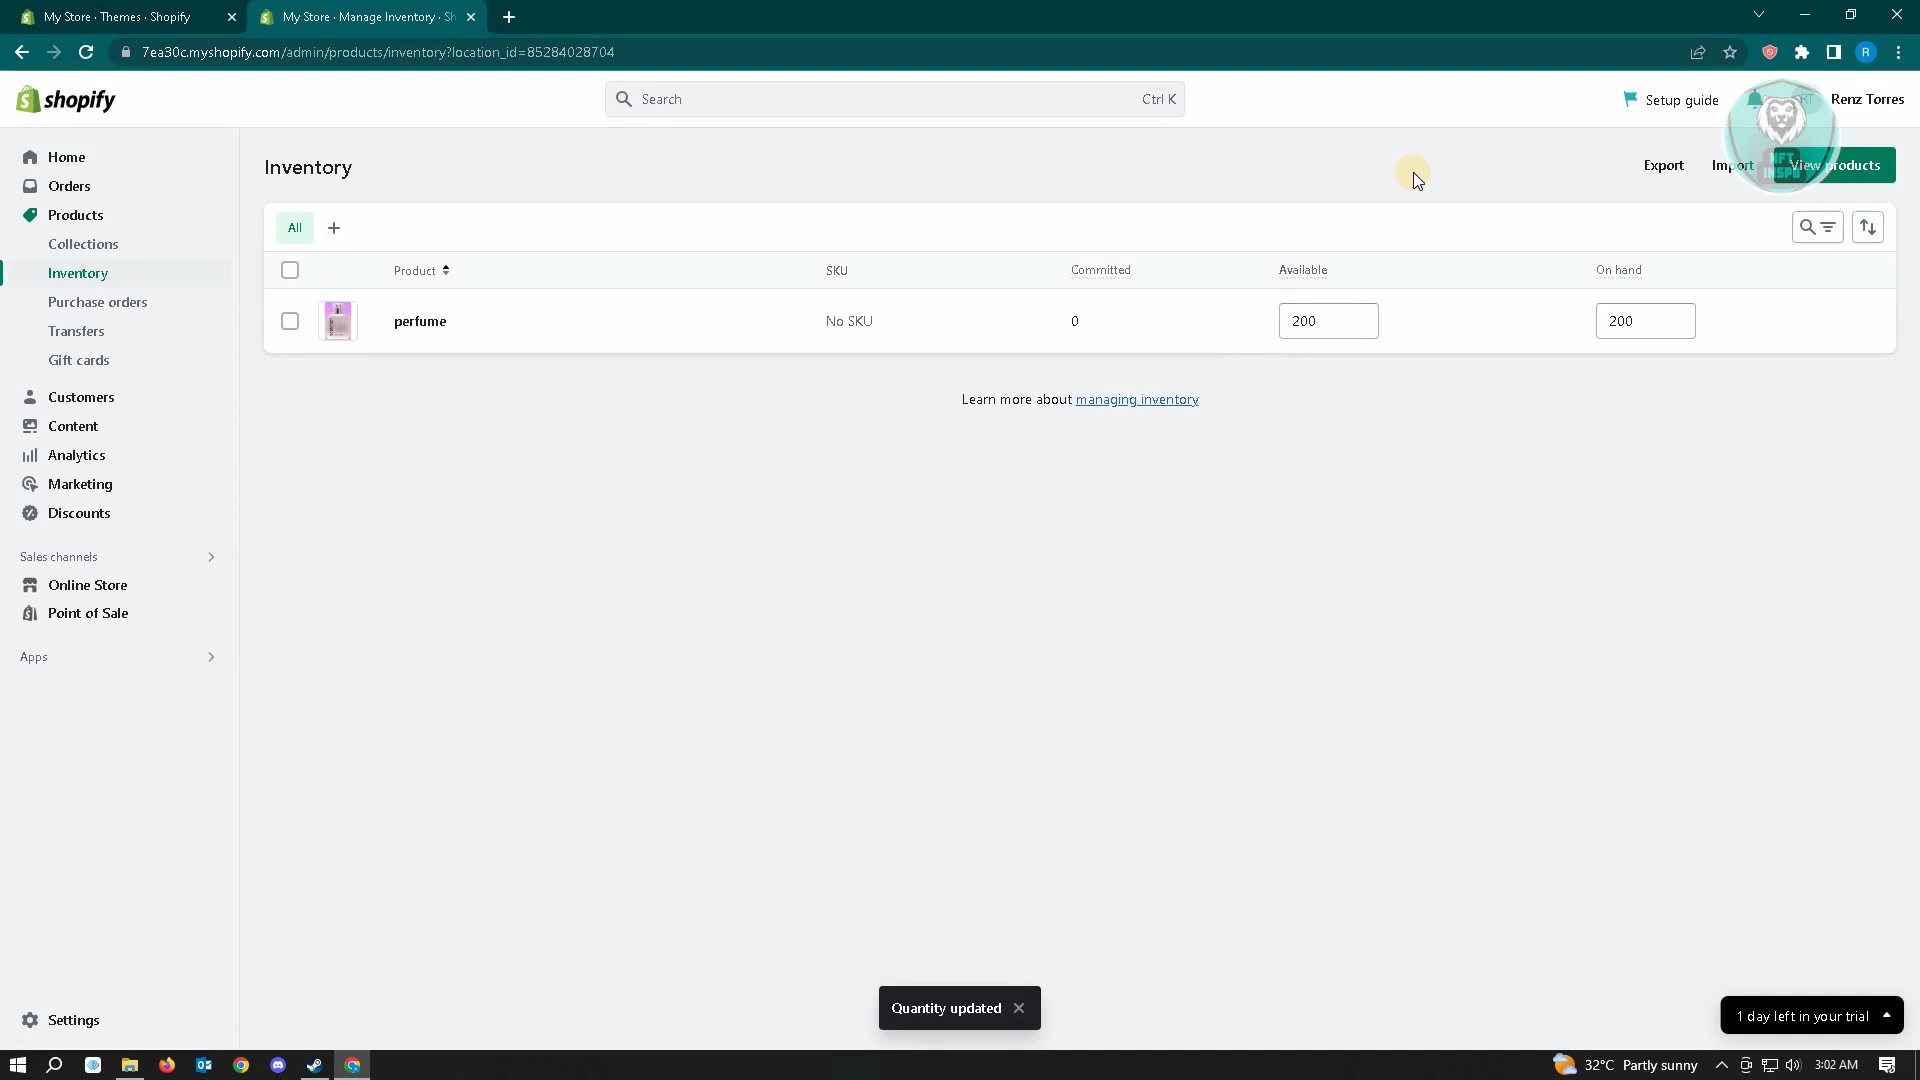 My Store · Themes · Shopify
My Store · Manage Inventory · Sh
7ea30c.myshopify.com/admin/products/inventory?location_id=85284028704
R
shopify
Search
Ctrl K
Setup guide
RT
Renz Torres
Home
Orders
Products
Collections
Inventory
Purchase orders
Transfers
Gift cards
Customers
Content
Analytics
Marketing
Discounts
Sales channels
Online Store
Point of Sale
Apps
Settings
Inventory
Export
Import
View products
NFT
INSPO
All
Product
SKU
Committed
Available
On hand
perfume
No SKU
0
200
200
Learn more about managing inventory
Quantity updated
1 day left in your trial
32°C Partly sunny
3:02 AM